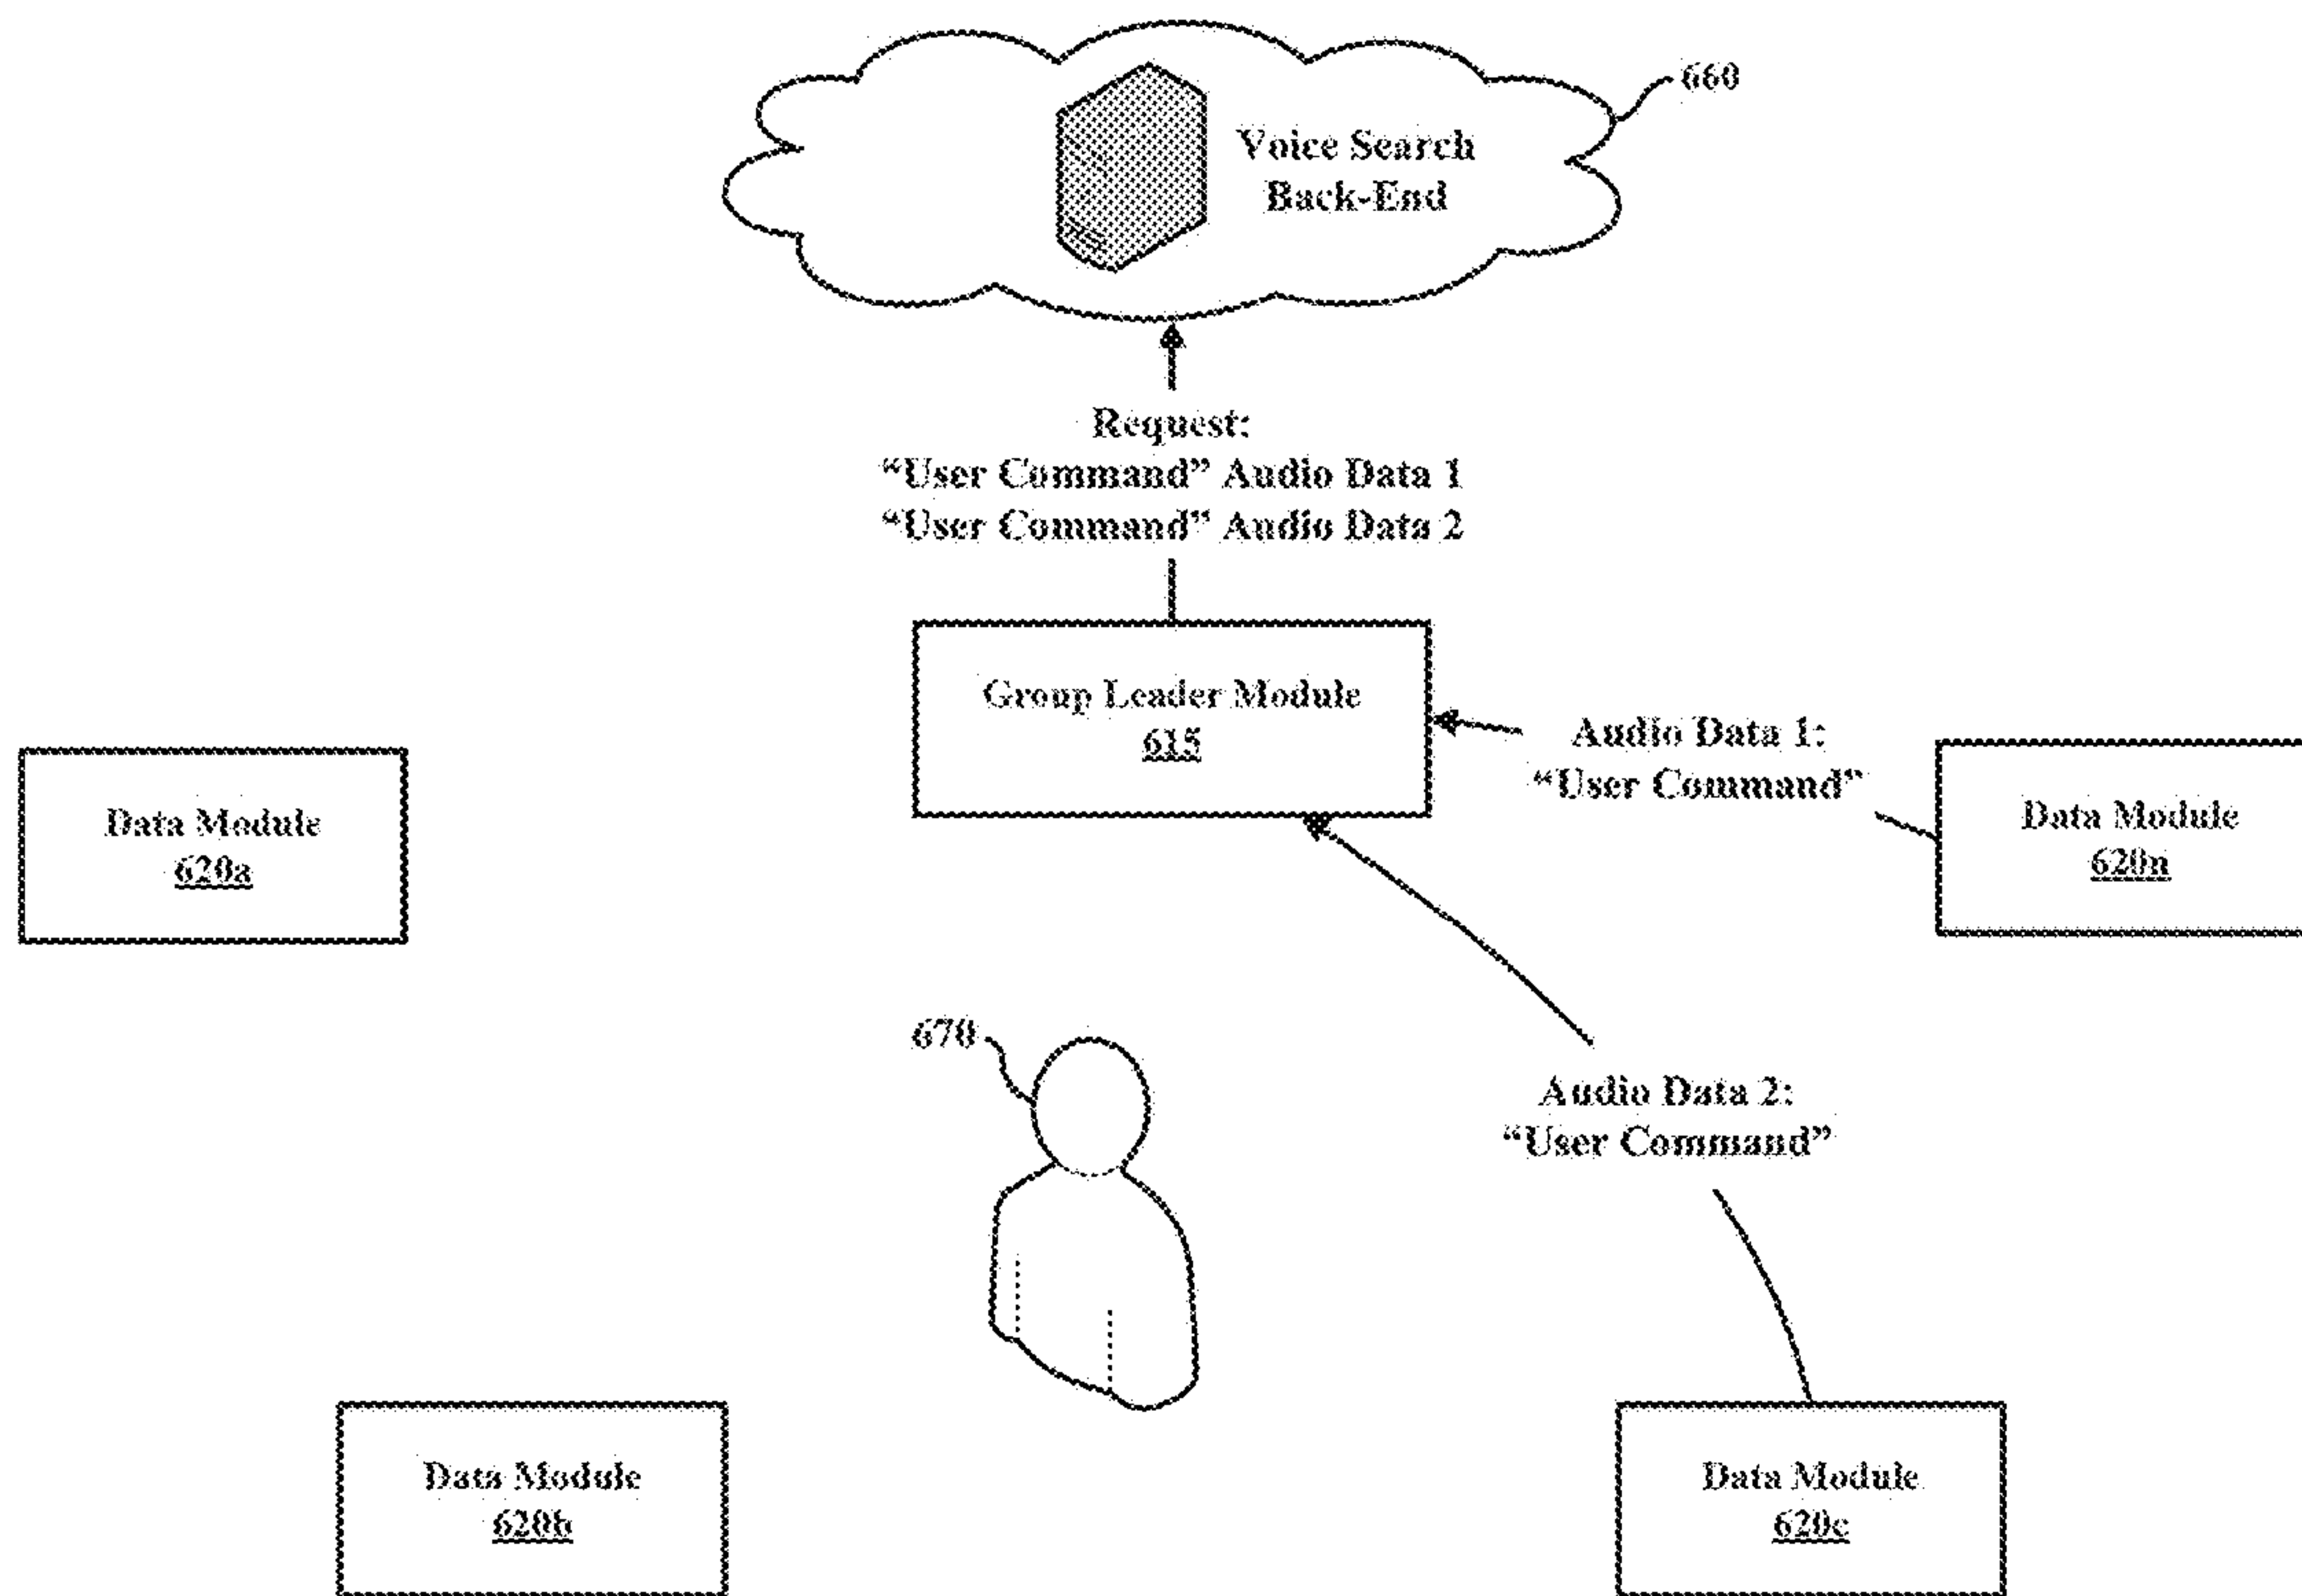 660
Voice Search
Back-End
Request:
“User Command” Audio Data 1
“User Command” Audio Data 2
Group Leader Module
615
Audio Data 1:
“User Command”
Data Module
620a
Data Module
620n
670
Audio Data 2:
“User Command”
Data Module
620b
Data Module
620c